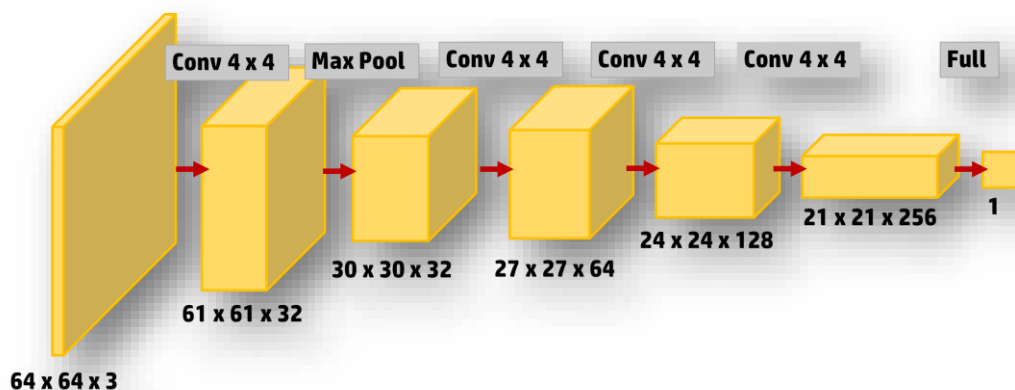 Conv 4 x 4
Max Pool
Conv 4 x 4
Conv 4 x 4
Conv 4 x 4
Full
64 x 64 x 3
61 x 61 x 32
30 x 30 x 32
27 x 27 x 64
24 x 24 x 128
21 x 21 x 256
1